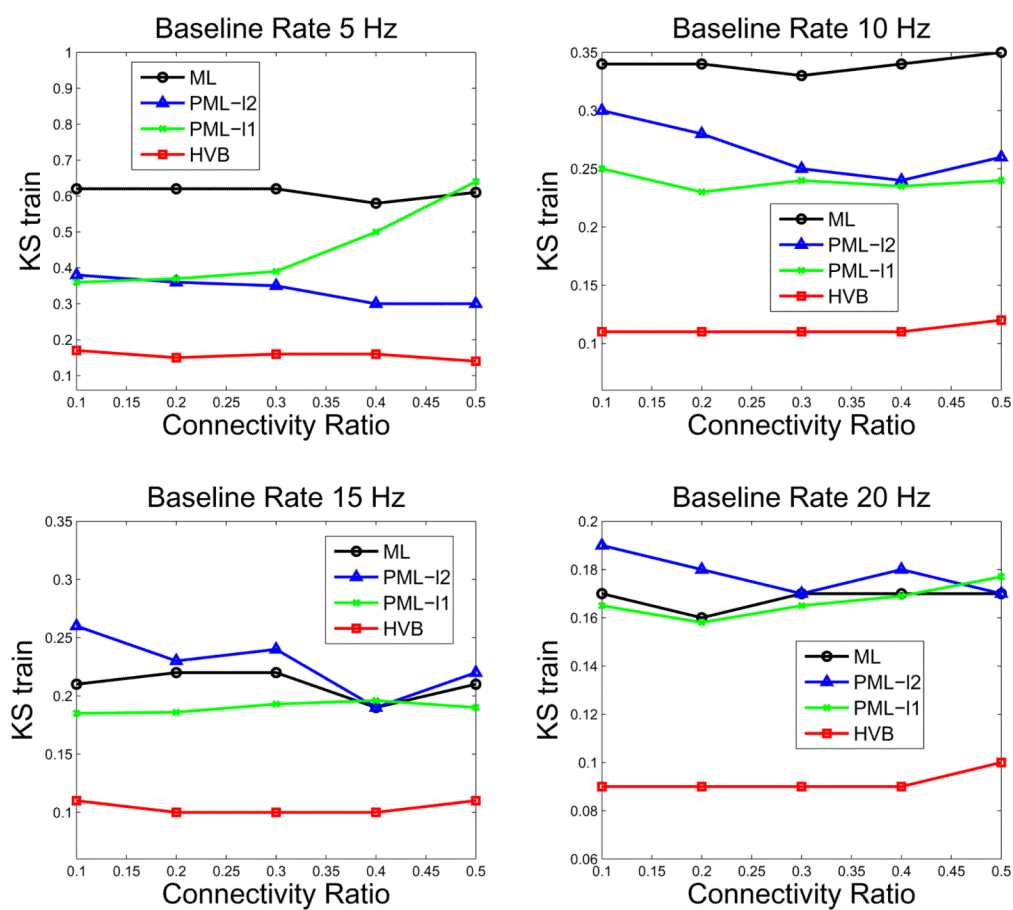 Baseline Rate 5 Hz
KS train
1
0.9
0.8
0.7
0.6
0.5
0.4
0.3
0.2
0.1
ML
PML-l2
PML-l1
HVB
0.1 0.15 0.2 0.25 0.3 0.35 0.4 0.45 0.5
Connectivity Ratio
Baseline Rate 10 Hz
KS train
0.35
0.3
0.25
0.2
0.15
0.1
ML
PML-l2
PML-l1
HVB
0.1 0.15 0.2 0.25 0.3 0.35 0.4 0.45 0.5
Connectivity Ratio
Baseline Rate 15 Hz
KS train
0.35
0.3
0.25
0.2
0.15
0.1
ML
PML-l2
PML-l1
HVB
0.1 0.15 0.2 0.25 0.3 0.35 0.4 0.45 0.5
Connectivity Ratio
Baseline Rate 20 Hz
KS train
0.2
0.18
0.16
0.14
0.12
0.1
0.08
0.06
ML
PML-l2
PML-l1
HVB
0.1 0.15 0.2 0.25 0.3 0.35 0.4 0.45 0.5
Connectivity Ratio